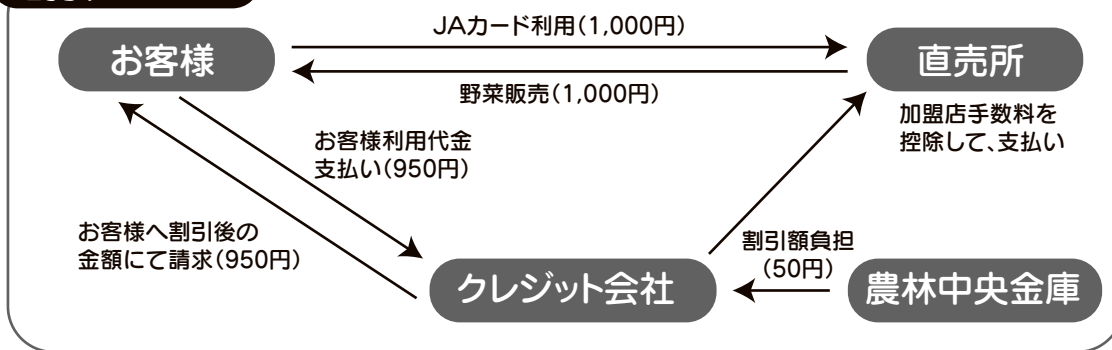 JAカード利用(1,000円)
お客様
直売所
野菜販売(1,000円)
加盟店手数料を
控除して、支払い
お客様利用代金
支払い(950円)
お客様へ割引後の
金額にて請求(950円)
割引額負担
(50円)
クレジット会社
農林中央金庫